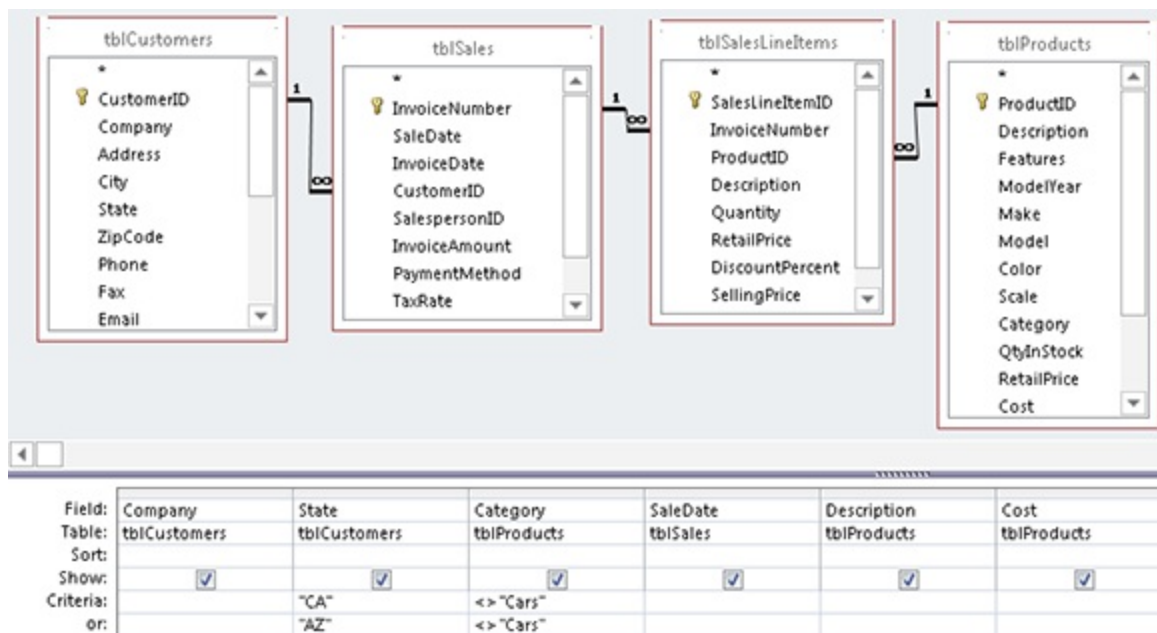 tblCustomers
*
CustomerID
Company
Address
City
State
ZipCode
Phone
Fax
Email
1
∞
tblSales
*
InvoiceNumber
SaleDate
InvoiceDate
CustomerID
SalespersonID
InvoiceAmount
PaymentMethod
TaxRate
1
∞
tblSalesLineItems
*
SalesLineItemID
InvoiceNumber
ProductID
Description
Quantity
RetailPrice
DiscountPercent
SellingPrice
∞
1
tblProducts
*
ProductID
Description
Features
ModelYear
Make
Model
Color
Scale
Category
QtyInStock
RetailPrice
Cost
Field: Company State Category SaleDate Description Cost
Table: tblCustomers tblCustomers tblProducts tblSales tblProducts tblProducts
Sort:
Show:
Criteria: "CA" <> "Cars"
or: "AZ" <> "Cars"